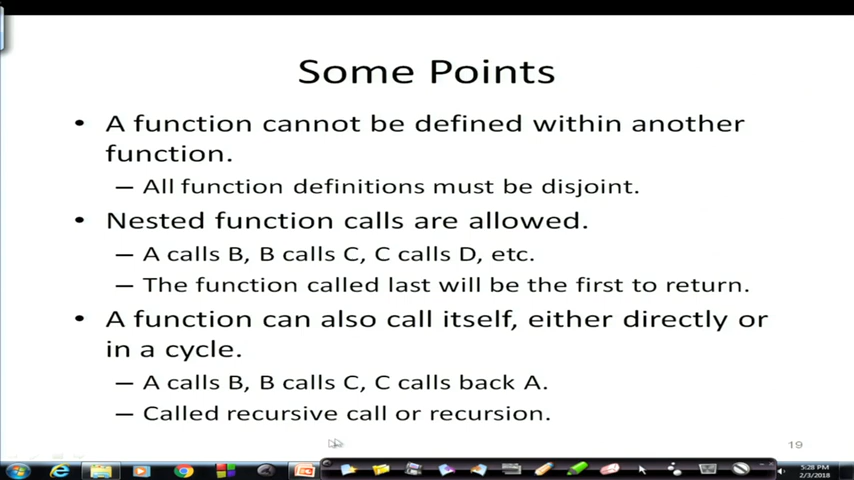 Some Points
• A function cannot be defined within another
function.
– All function definitions must be disjoint.
• Nested function calls are allowed.
– A calls B, B calls C, C calls D, etc.
– The function called last will be the first to return.
• A function can also call itself, either directly or
in a cycle.
– A calls B, B calls C, C calls back A.
– Called recursive call or recursion.
19
5:28 PM
2/3/2018